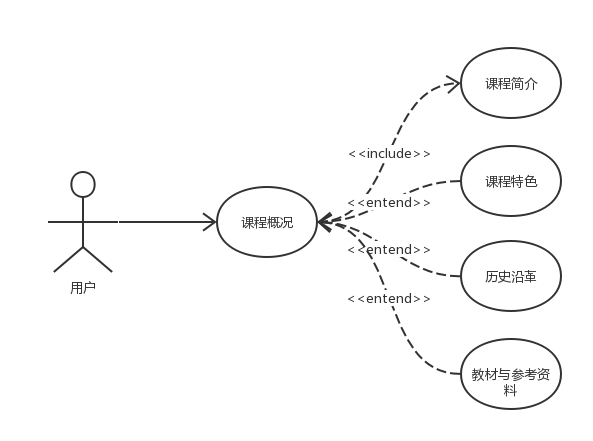 课程简介
<<include>>
课程特色
<<entend>>
用户
课程概况
<<entend>>
历史沿革
<<entend>>
教材与参考资
料